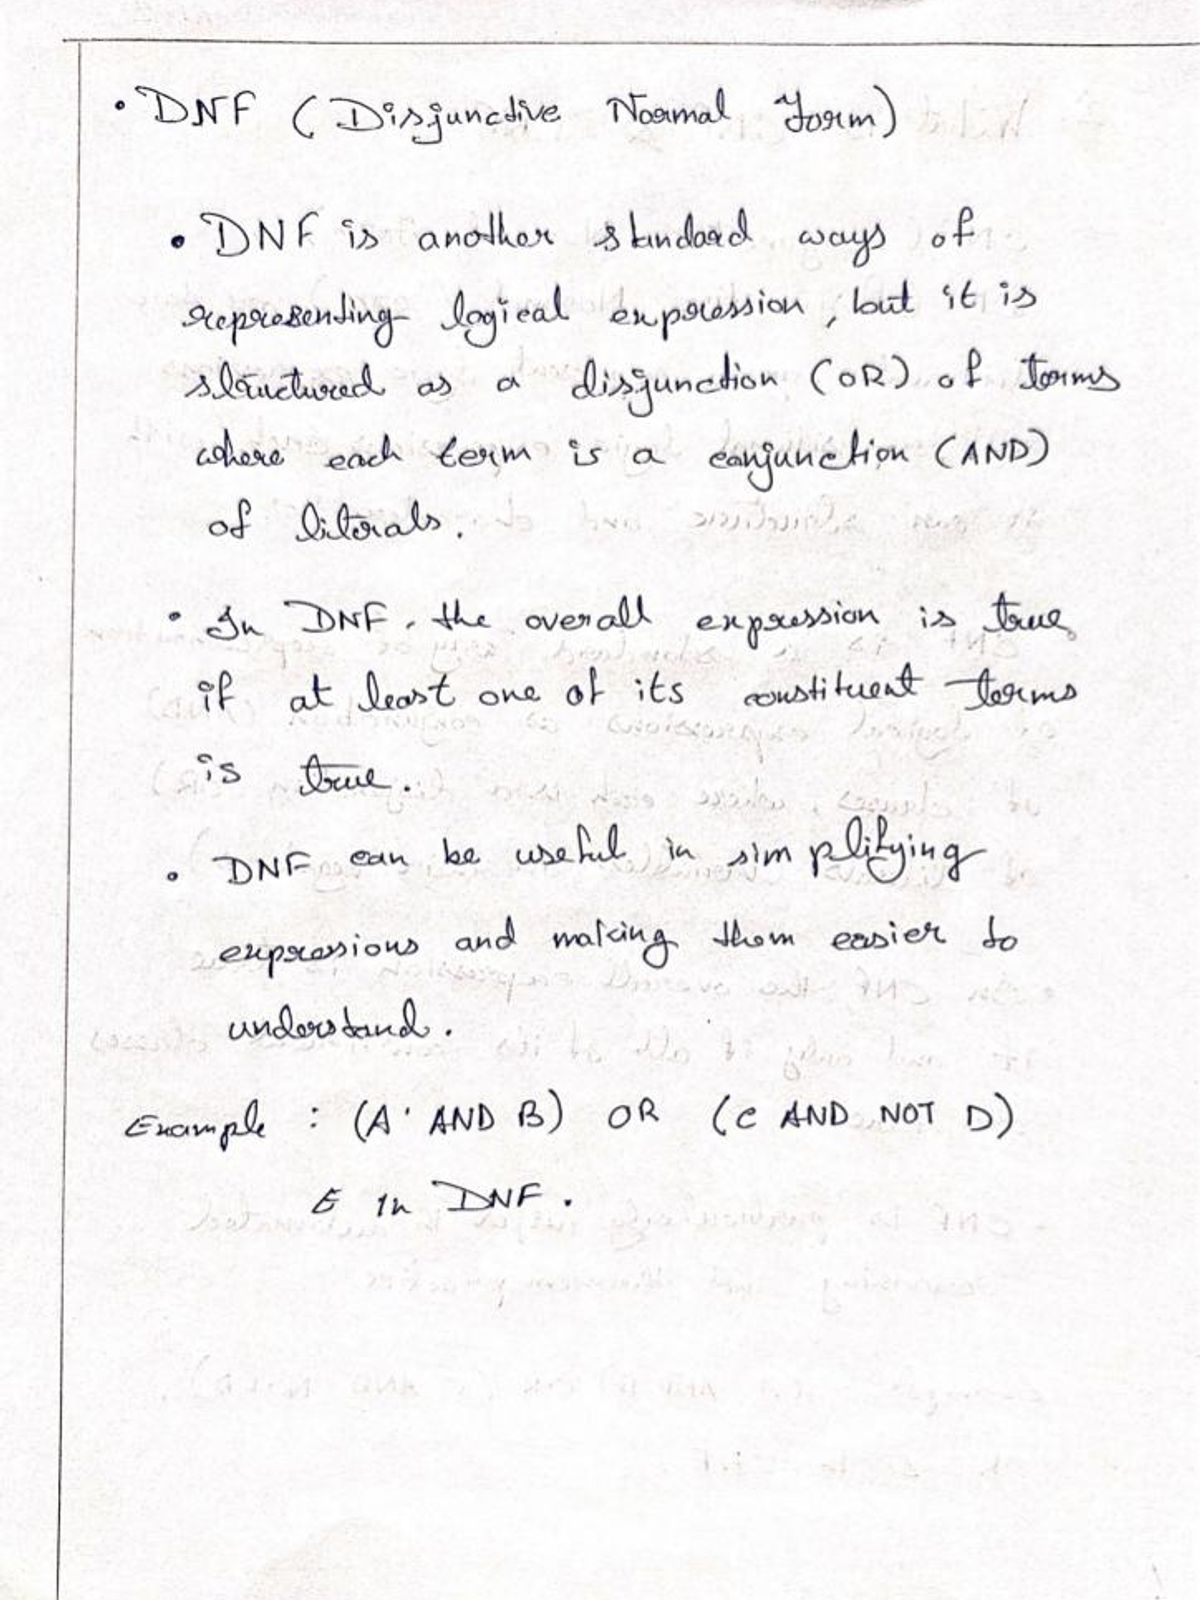 • DNF (Disjunctive Normal Form)
• DNF is another standard ways of
representing logical expression, but it is
structured as a disjunction (OR) of terms
where each term is a conjunction (AND)
of literals.
• In DNF, the overall expression is true
if at least one of its constituent terms
is true.
• DNF can be useful in simplifying
expressions and making them easier to
understand.
Example : (A' AND B) OR (C AND NOT D)
E in DNF.